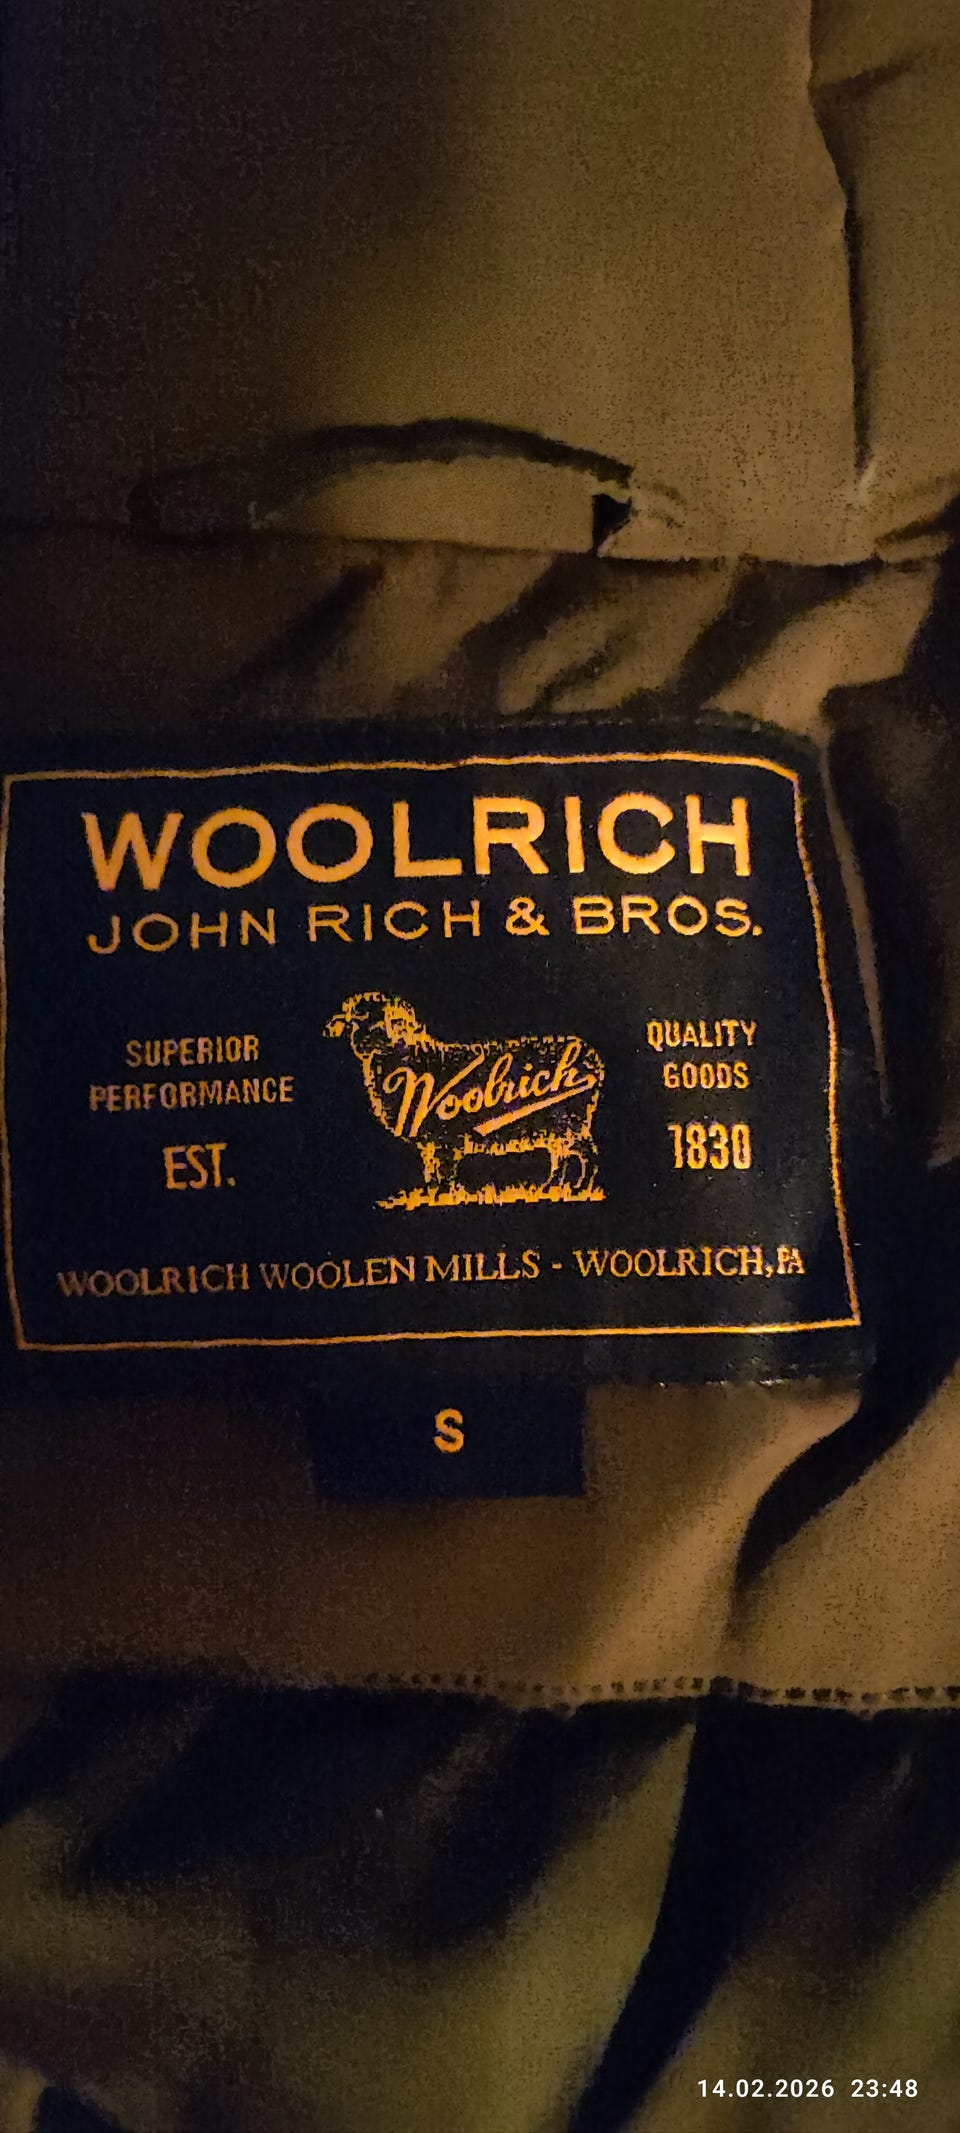 WOOLRICH
JOHN RICH & BROS.
SUPERIOR
PERFORMANCE
EST.
Woolrich
QUALITY
GOODS
1830
WOOLRICH WOOLEN MILLS - WOOLRICH, PA
S
14.02.2026 23:48